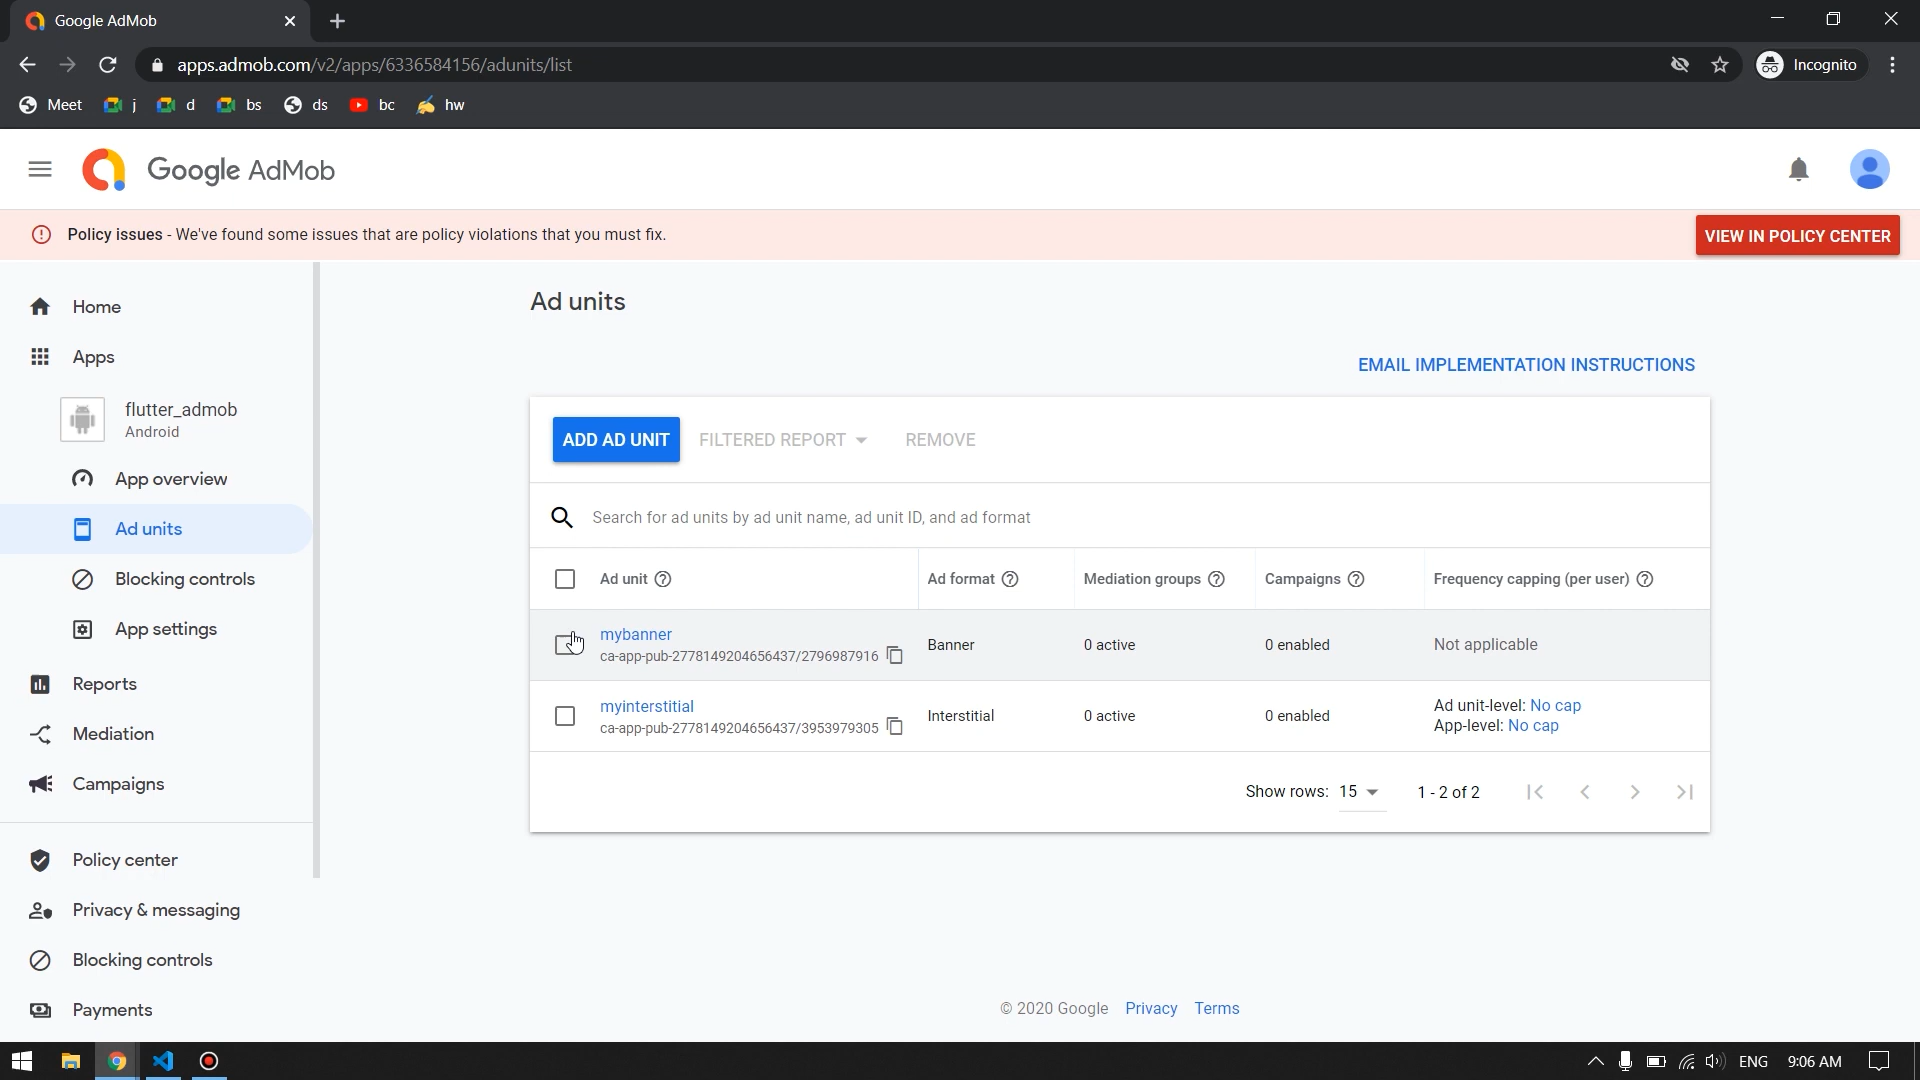 Google AdMob
apps.admob.com/v2/apps/6336584156/adunits/list
Incognito
Meet j d bs ds bc hw
Google AdMob
Policy issues - We've found some issues that are policy violations that you must fix.
VIEW IN POLICY CENTER
Home
Apps
flutter_admob
Android
App overview
Ad units
Blocking controls
App settings
Reports
Mediation
Campaigns
Policy center
Privacy & messaging
Blocking controls
Payments
Ad units
EMAIL IMPLEMENTATION INSTRUCTIONS
ADD AD UNIT FILTERED REPORT REMOVE
Search for ad units by ad unit name, ad unit ID, and ad format
Ad unit Ad format Mediation groups Campaigns Frequency capping (per user)
mybanner
ca-app-pub-2778149204656437/2796987916 Banner 0 active 0 enabled Not applicable
myinterstitial
ca-app-pub-2778149204656437/3953979305 Interstitial 0 active 0 enabled
Ad unit-level: No cap
App-level: No cap
Show rows: 15 1 - 2 of 2
© 2020 Google Privacy Terms
ENG 9:06 AM